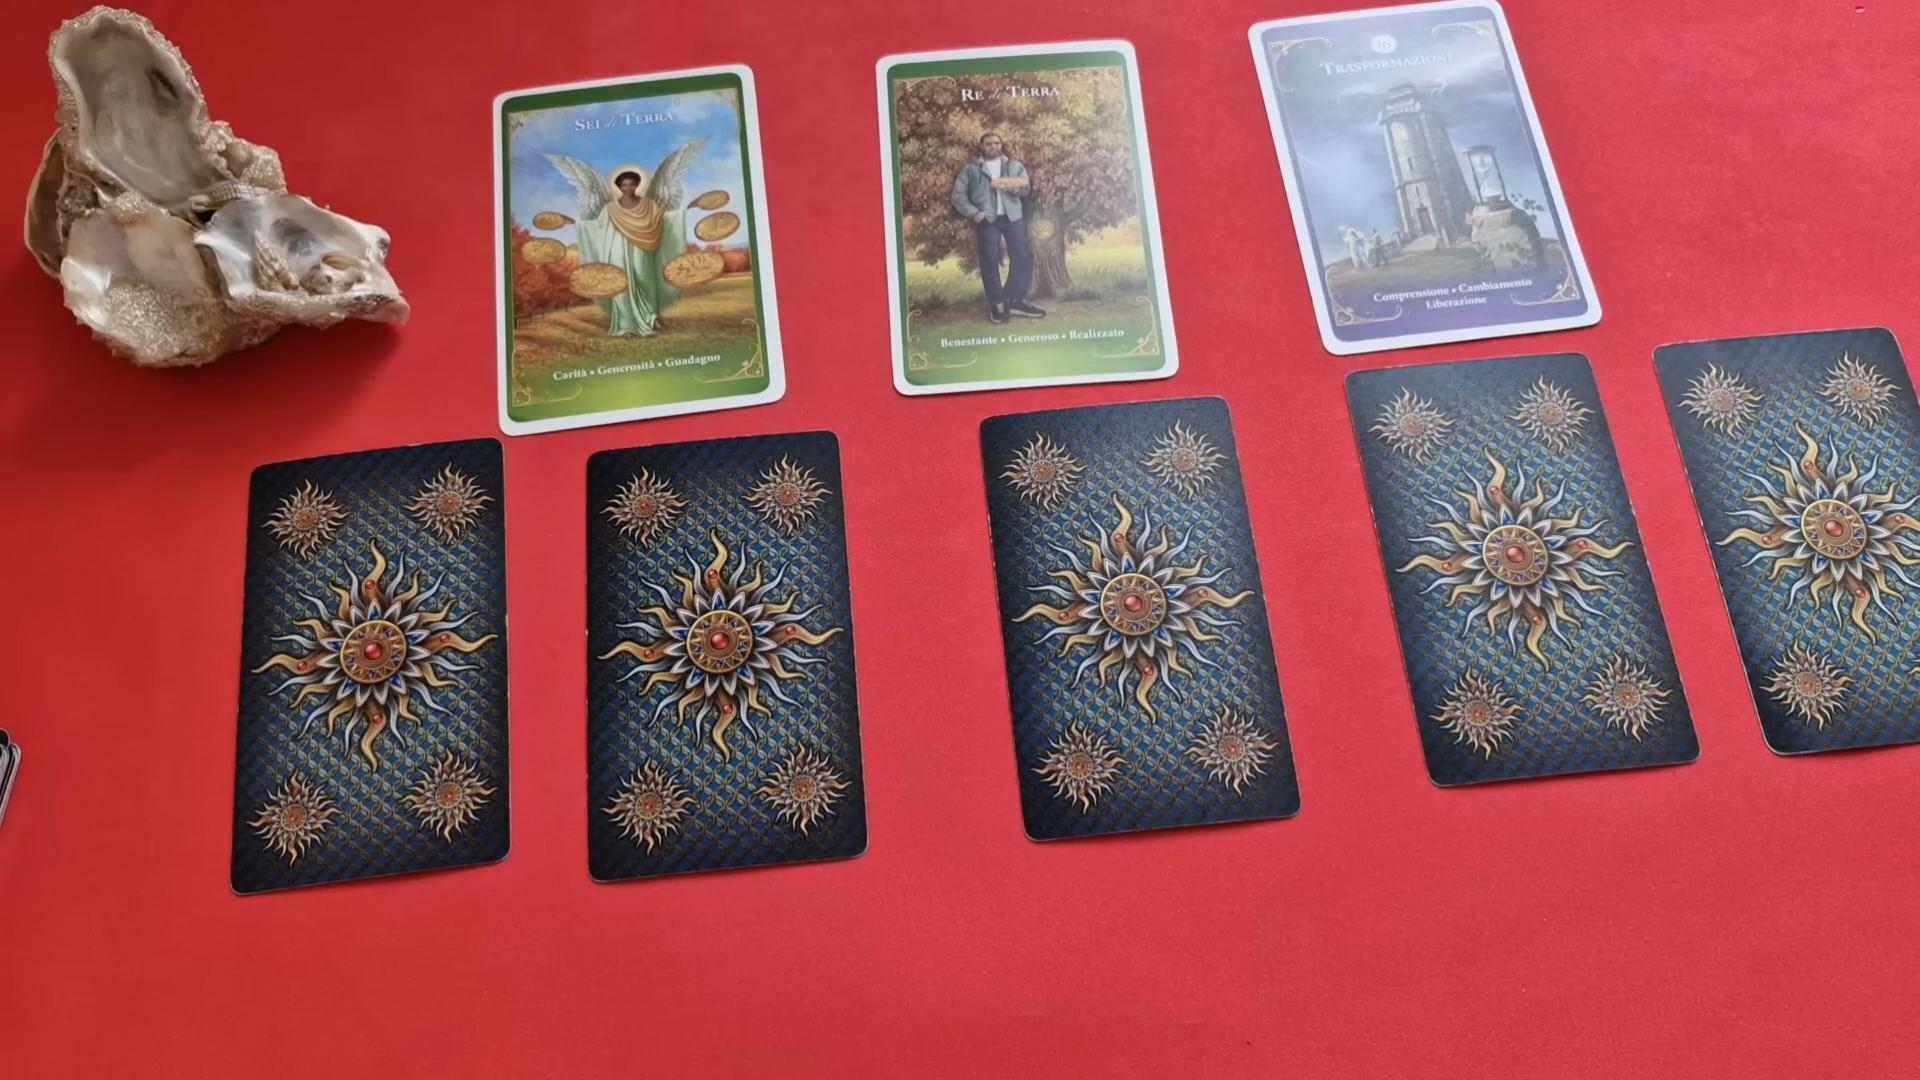 SEI di TERRA
Carità • Generosità • Guadagno
RE di TERRA
Benestante • Generoso • Realizzato
16
TRASFORMAZIONE
Comprensione • Cambiamento
Liberazione